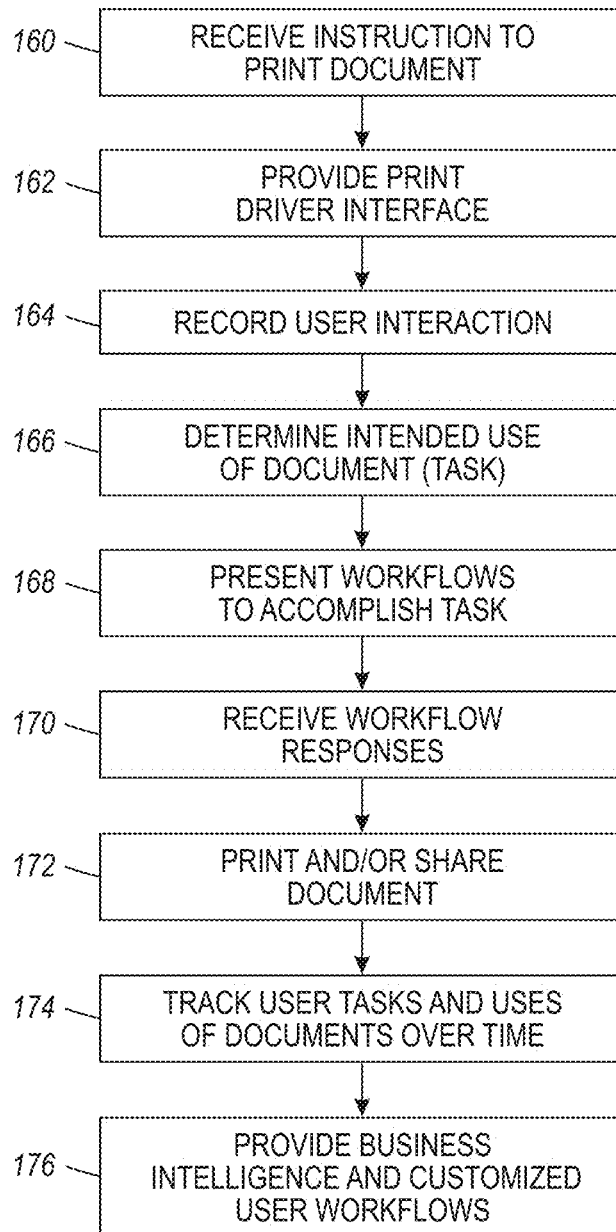 160
RECEIVE INSTRUCTION TO
PRINT DOCUMENT
162
PROVIDE PRINT
DRIVER INTERFACE
164
RECORD USER INTERACTION
166
DETERMINE INTENDED USE
OF DOCUMENT (TASK)
168
PRESENT WORKFLOWS
TO ACCOMPLISH TASK
170
RECEIVE WORKFLOW
RESPONSES
172
PRINT AND/OR SHARE
DOCUMENT
174
TRACK USER TASKS AND USES
OF DOCUMENTS OVER TIME
176
PROVIDE BUSINESS
INTELLIGENCE AND CUSTOMIZED
USER WORKFLOWS